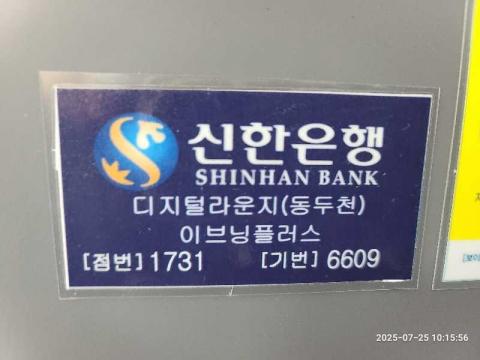 신한은행
SHINHAN BANK
디지털라운지(동두천)
이브닝플러스
[점번] 1731 [기번] 6609
2025-07-25 10:15:56